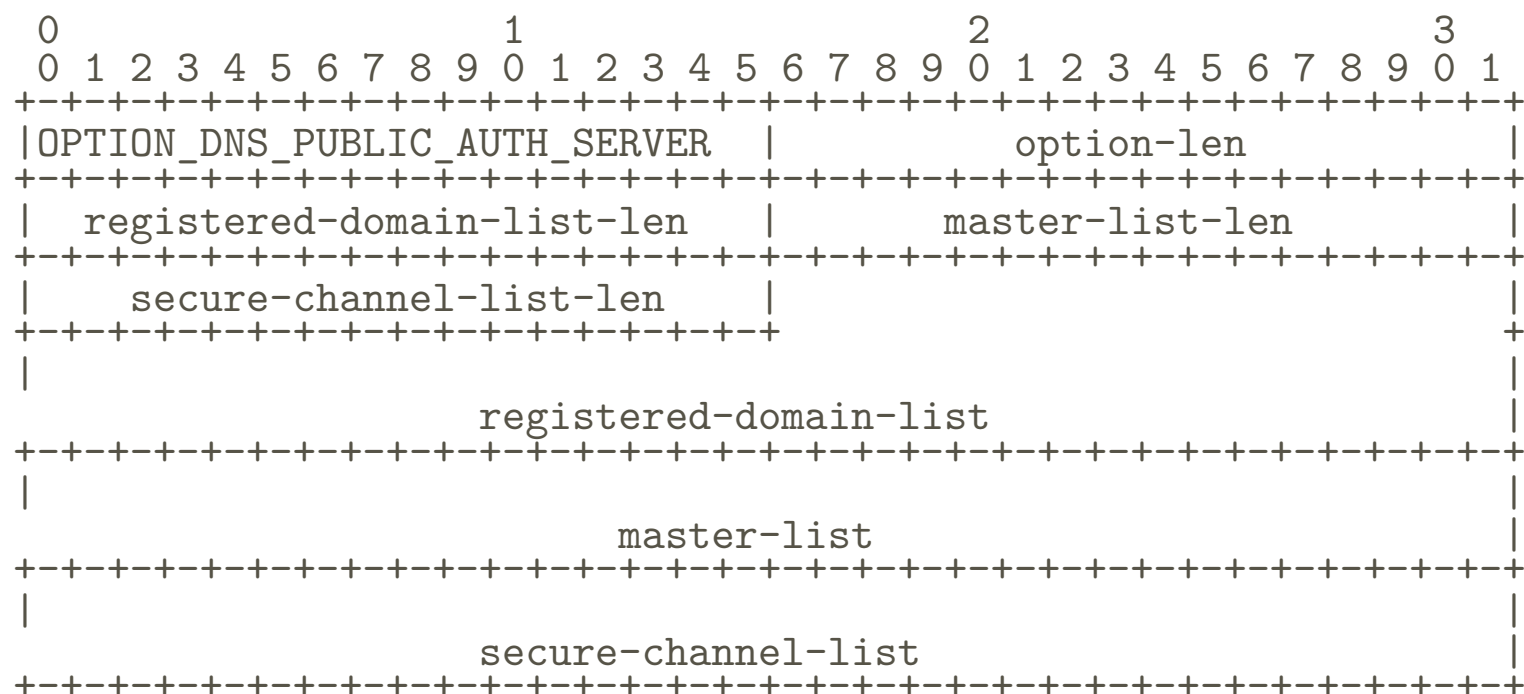 0                   1                   2                   3
 0 1 2 3 4 5 6 7 8 9 0 1 2 3 4 5 6 7 8 9 0 1 2 3 4 5 6 7 8 9 0 1
+-+-+-+-+-+-+-+-+-+-+-+-+-+-+-+-+-+-+-+-+-+-+-+-+-+-+-+-+-+-+-+-+
|OPTION_DNS_PUBLIC_AUTH_SERVER  |          option-len           |
+-+-+-+-+-+-+-+-+-+-+-+-+-+-+-+-+-+-+-+-+-+-+-+-+-+-+-+-+-+-+-+-+
|  registered-domain-list-len   |       master-list-len         |
+-+-+-+-+-+-+-+-+-+-+-+-+-+-+-+-+-+-+-+-+-+-+-+-+-+-+-+-+-+-+-+-+
|    secure-channel-list-len    |                               |
+-+-+-+-+-+-+-+-+-+-+-+-+-+-+-+-+                               +
|                                                               |
                    registered-domain-list                      |
+-+-+-+-+-+-+-+-+-+-+-+-+-+-+-+-+-+-+-+-+-+-+-+-+-+-+-+-+-+-+-+-+
|                                                               |
                          master-list                           |
+-+-+-+-+-+-+-+-+-+-+-+-+-+-+-+-+-+-+-+-+-+-+-+-+-+-+-+-+-+-+-+-+
|                                                               |
                    secure-channel-list                         |
+-+-+-+-+-+-+-+-+-+-+-+-+-+-+-+-+-+-+-+-+-+-+-+-+-+-+-+-+-+-+-+-+